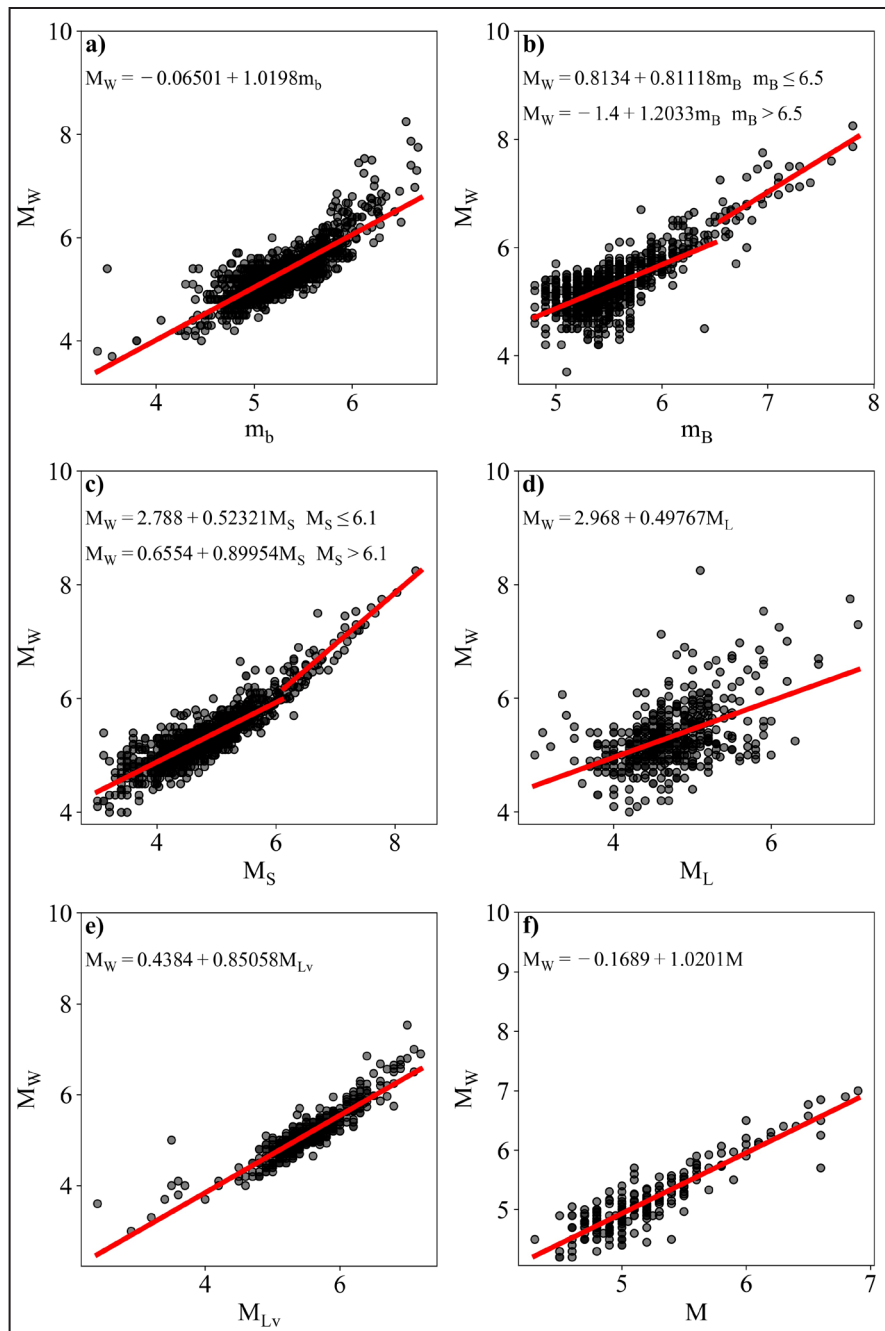 a)
M_W = −0.06501 + 1.0198m_b
10
8
6
4
M_W
4 5 6
m_b
b)
M_W = 0.8134 + 0.81118m_B m_B ≤ 6.5
M_W = −1.4 + 1.2033m_B m_B > 6.5
10
8
6
4
M_W
5 6 7 8
m_B
c)
M_W = 2.788 + 0.52321M_S M_S ≤ 6.1
M_W = 0.6554 + 0.89954M_S M_S > 6.1
10
8
6
4
M_W
4 6 8
M_S
d)
M_W = 2.968 + 0.49767M_L
10
8
6
4
M_W
4 6
M_L
e)
M_W = 0.4384 + 0.85058M_Lv
10
8
6
4
M_W
4 6
M_Lv
f)
M_W = −0.1689 + 1.0201M
10
9
8
7
6
5
M_W
5 6 7
M